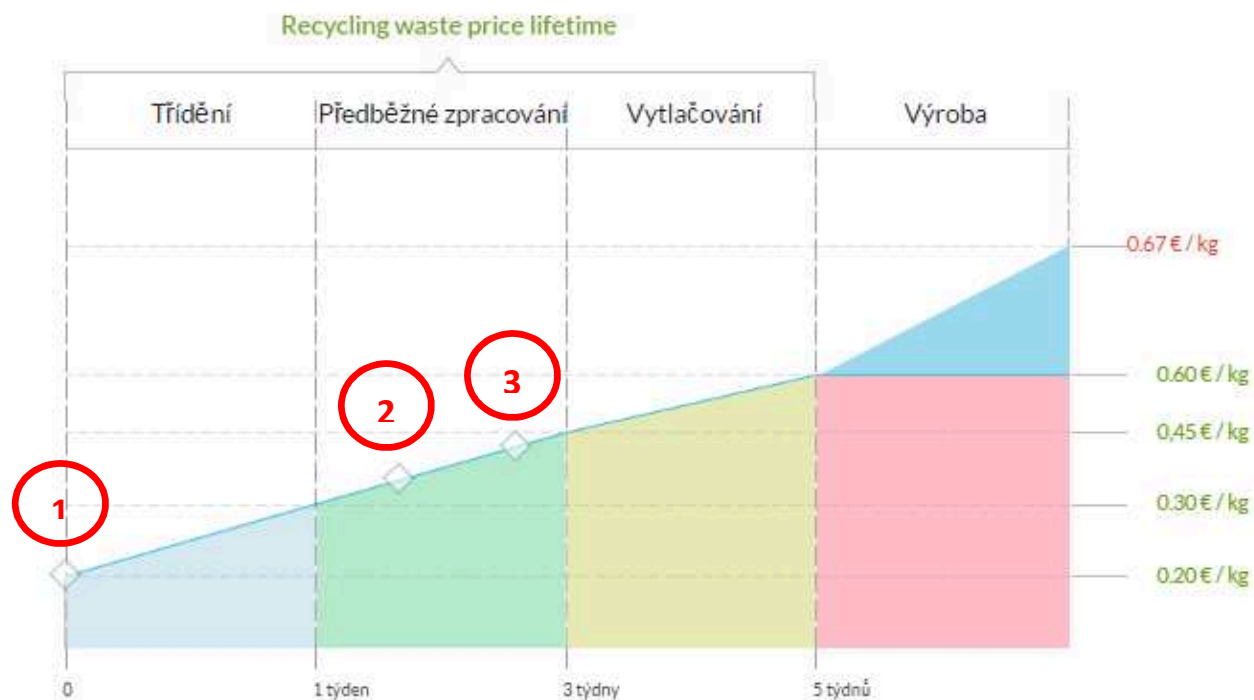 Recycling waste price lifetime
Třídění
Předběžné zpracování
Vytlačování
Výroba
0.67 € / kg
3
0.60 € / kg
2
0.45 € / kg
1
0.30 € / kg
0.20 € / kg
0
1 týden
3 týdny
5 týdnů